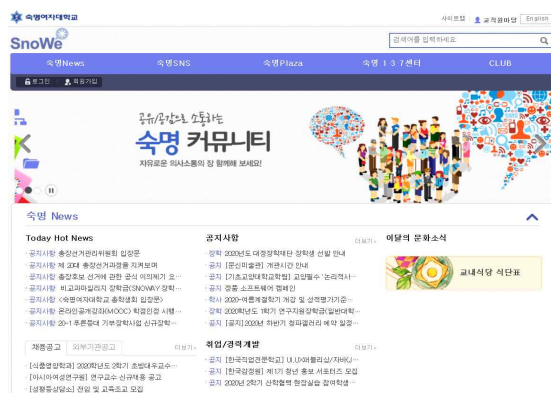 숙명여자대학교
사이트맵 교직원마당 English
SnoWe
검색어를 입력하세요
숙명News 숙명SNS 숙명Plaza 숙명 1·3·7센터 CLUB
로그인 회원가입
공유/공감으로 소통하는
숙명 커뮤니티
자유로운 의사소통의 장 함께해 보세요!
숙명 News
Today Hot News
공지사항 총장선거관리위원회 입장문
공지사항 제 20대 총장선거과정을 지켜보며
공지사항 총장후보 선거에 관한 공식 이의제기 요…
공지사항 비교과마일리지 장학금(SNOWAY 장학…
공지사항 <숙명여자대학교 총학생회 입장문>
공지사항 온라인공개강좌(MOOC) 학점인정 시행…
공지사항 20-1 푸른등대 기부장학사업 신규장학…
공지사항
더보기
장학 2020년도 대정장학재단 장학생 선발 안내
공지 [문신미술관] 개관시간 안내
공지 [기초교양대학교학팀] 교양필수 '논리적사…
공지 정품 소프트웨어 캠페인
학사 2020-여름계절학기 개강 및 성적평가기준…
장학 2020학년도 1학기 연구지원장학금(일반대학…
공지 [공지]2020년 하반기 청파갤러리 예약 일정…
이달의 문화소식
교내식당 식단표
채용공고 외부기관공고 더보기
[식품영양학과] 2020학년도 2학기 초빙대우교수…
[아시아여성연구원] 연구교수 신규채용 공고
[성평등상담소] 전임 및 교육조교 모집
취업/경력개발
더보기
공지 [한국직업전문학교] UI,UX퍼블리싱/자바(J…
공지 [한국감정원] 제1기 청년 홍보 서포터즈 모집
공지 2020년 2학기 산학협력 현장실습 참여학생…